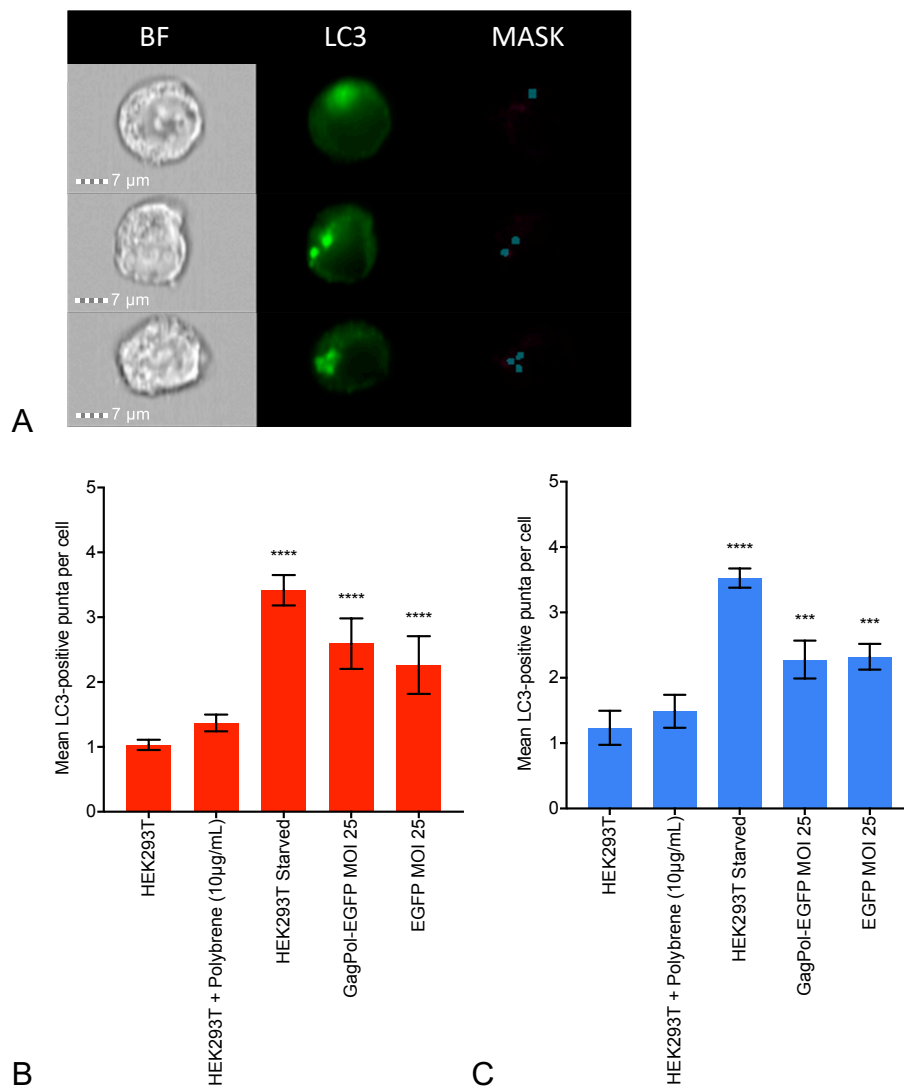 BF LC3 MASK
7 µm
7 µm
7 µm
A
Mean LC3-positive punta per cell
5
4
3
2
1
0
****
****
****
HEK293T
HEK293T + Polybrene (10µg/mL)
HEK293T Starved
GagPol-EGFP MOI 25
EGFP MOI 25
B
Mean LC3-positive punta per cell
5
4
3
2
1
0
****
***
***
HEK293T
HEK293T + Polybrene (10µg/mL)
HEK293T Starved
GagPol-EGFP MOI 25
EGFP MOI 25
C